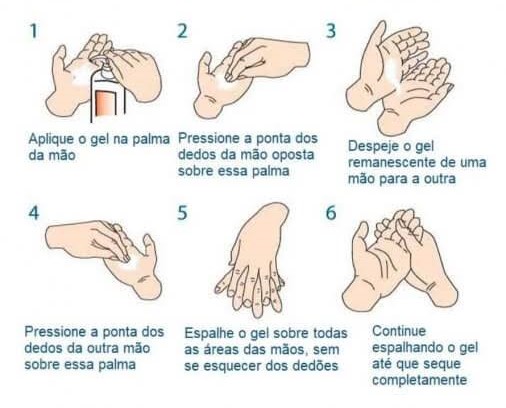 1
Aplique o gel na palma
da mão
2
Pressione a ponta dos
dedos da mão oposta
sobre essa palma
3
Despeje o gel
remanescente de uma
mão para a outra
4
Pressione a ponta dos
dedos da outra mão
sobre essa palma
5
Espalhe o gel sobre todas
as áreas das mãos, sem
se esquecer dos dedões
6
Continue
espalhando o gel
até que seque
completamente